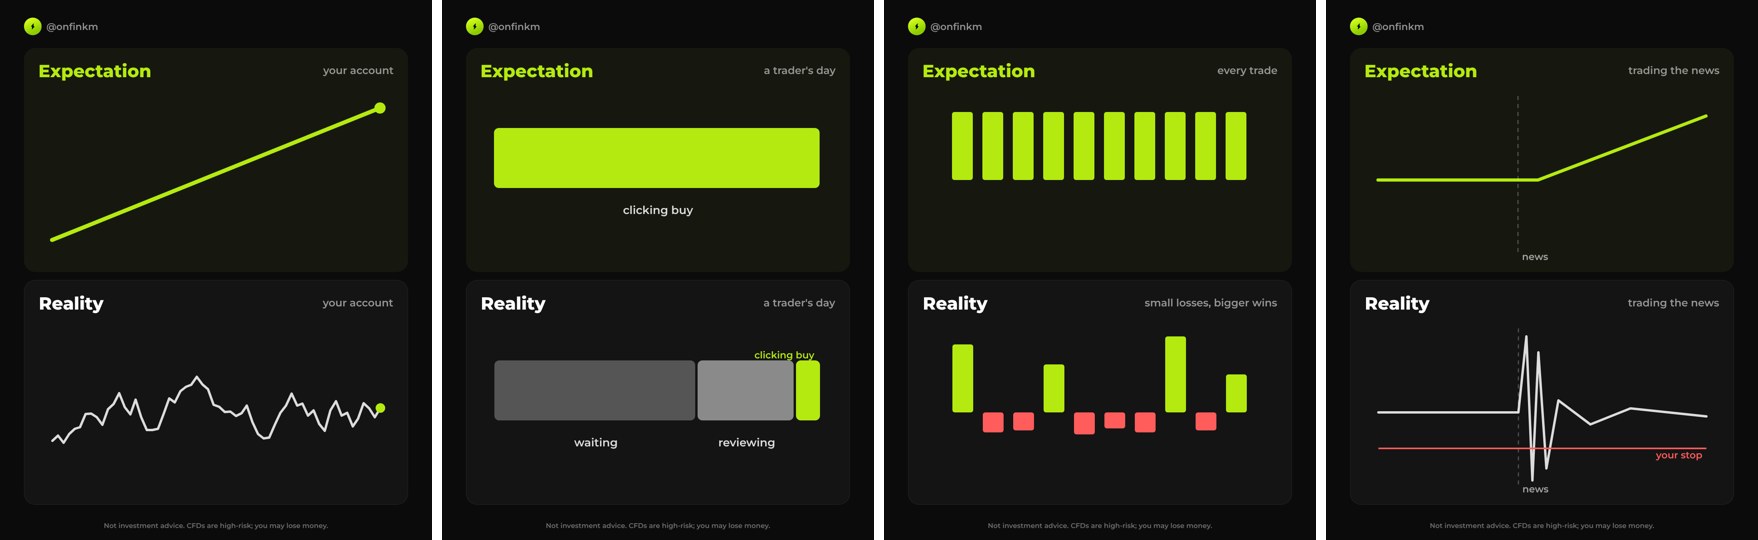 @onfinkm
Expectation
your account
Reality
your account
Not investment advice. CFDs are high-risk; you may lose money.
@onfinkm
Expectation
a trader's day
clicking buy
Reality
a trader's day
clicking buy
waiting
reviewing
Not investment advice. CFDs are high-risk; you may lose money.
@onfinkm
Expectation
every trade
Reality
small losses, bigger wins
Not investment advice. CFDs are high-risk; you may lose money.
@onfinkm
Expectation
trading the news
news
Reality
trading the news
your stop
news
Not investment advice. CFDs are high-risk; you may lose money.